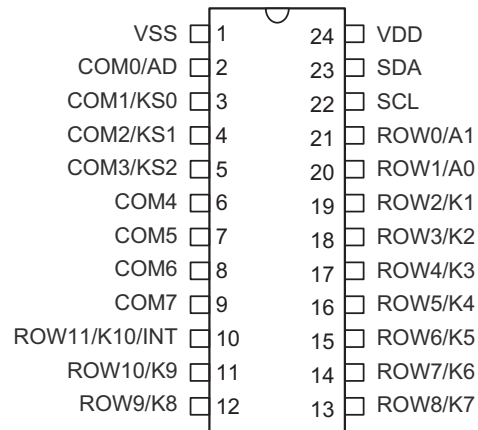 VSS 1 24 VDD
COM0/AD 2 23 SDA
COM1/KS0 3 22 SCL
COM2/KS1 4 21 ROW0/A1
COM3/KS2 5 20 ROW1/A0
COM4 6 19 ROW2/K1
COM5 7 18 ROW3/K2
COM6 8 17 ROW4/K3
COM7 9 16 ROW5/K4
ROW11/K10/INT 10 15 ROW6/K5
ROW10/K9 11 14 ROW7/K6
ROW9/K8 12 13 ROW8/K7